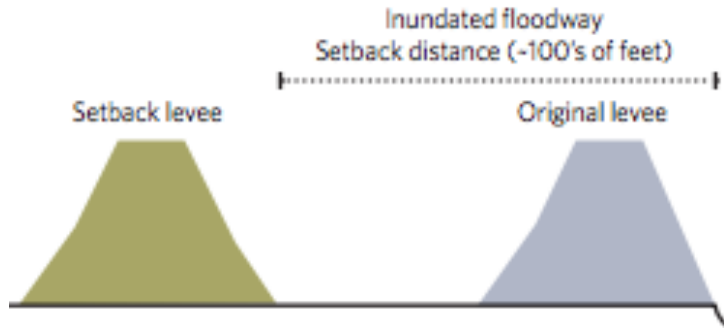 Inundated floodway
Setback distance (~100's of feet)
Setback levee
Original levee